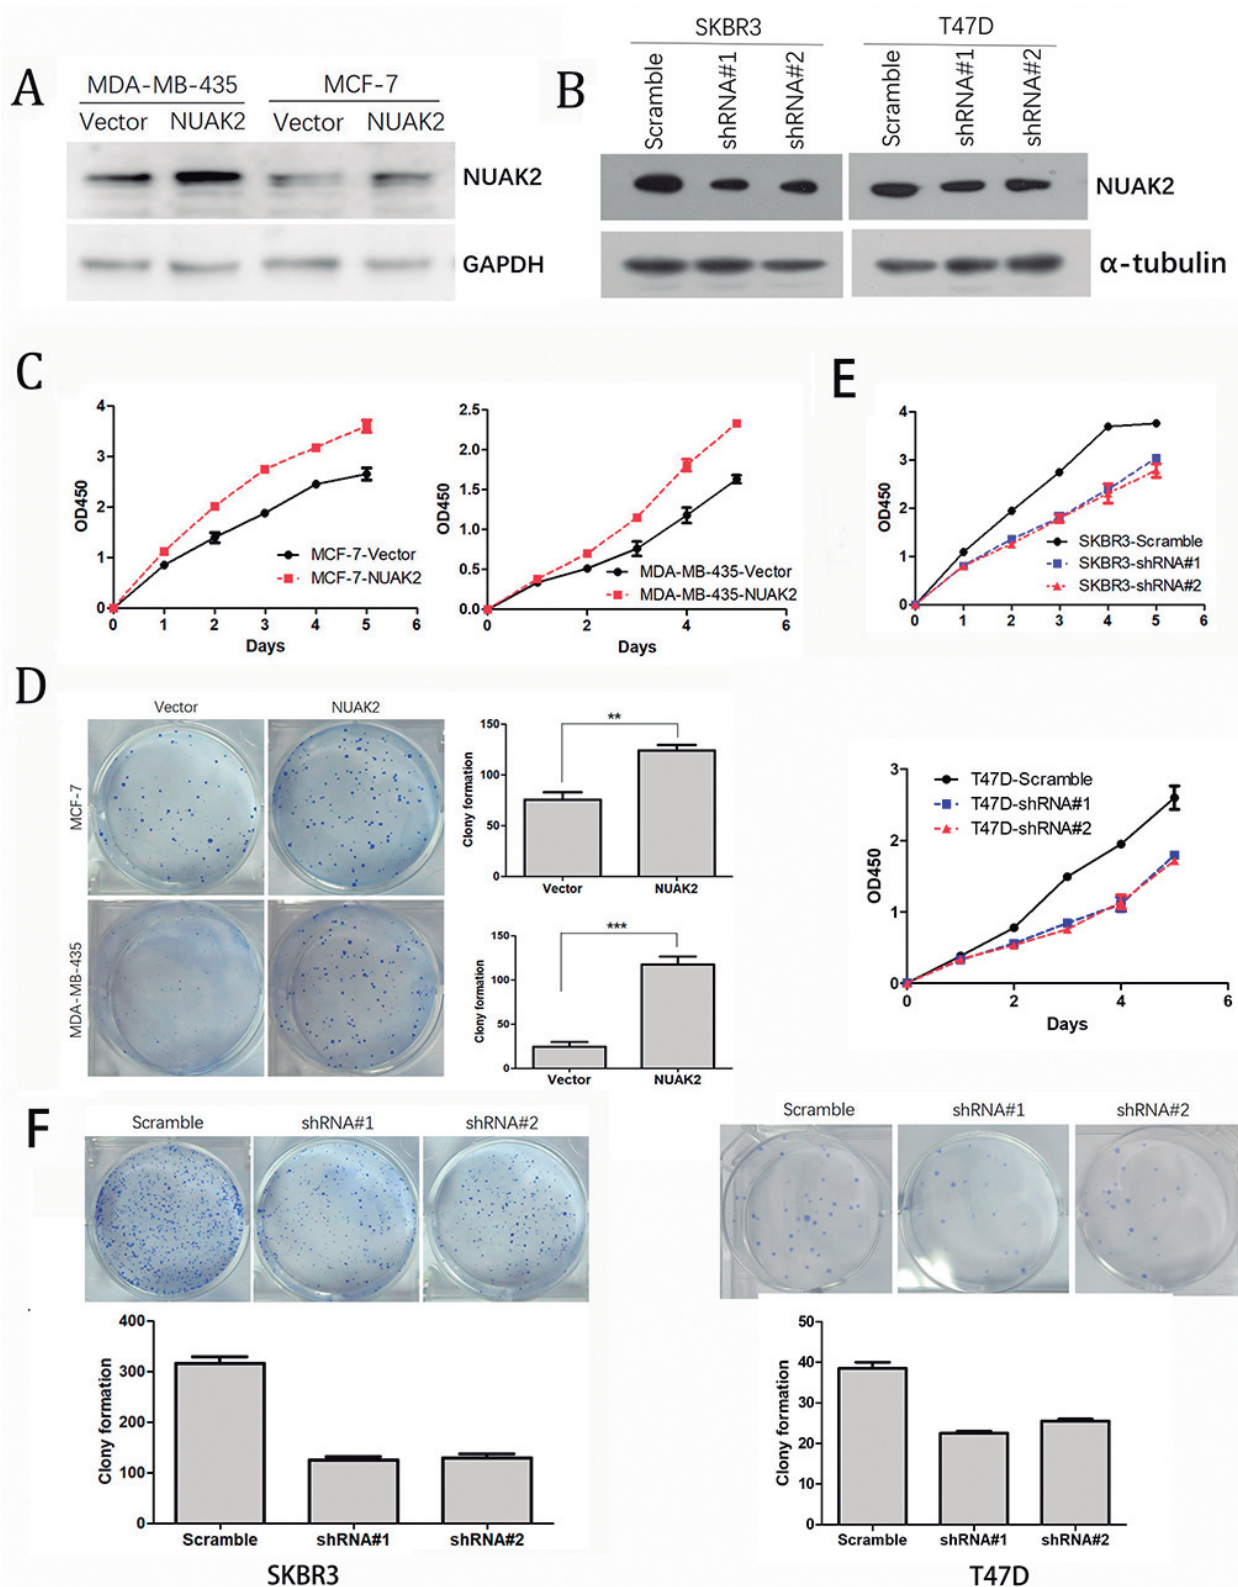 A
MDA-MB-435 MCF-7
Vector NUAK2 Vector NUAK2
NUAK2
GAPDH
B
SKBR3 T47D
Scramble shRNA#1 shRNA#2 Scramble shRNA#1 shRNA#2
NUAK2
α-tubulin
C
OD450
4
3
2
1
0
0 1 2 3 4 5 6
Days
MCF-7-Vector
MCF-7-NUAK2
OD450
2.5
2.0
1.5
1.0
0.5
0.0
0 2 4 6
Days
MDA-MB-435-Vector
MDA-MB-435-NUAK2
E
OD450
4
3
2
1
0
0 1 2 3 4 5 6
SKBR3-Scramble
SKBR3-shRNA#1
SKBR3-shRNA#2
D
Vector NUAK2
MCF-7
MDA-MB-435
Clony formation
150
100
50
0
**
Vector NUAK2
Clony formation
150
100
50
0
***
Vector NUAK2
OD450
3
2
1
0
0 2 4 6
Days
T47D-Scramble
T47D-shRNA#1
T47D-shRNA#2
F
Scramble shRNA#1 shRNA#2
Clony formation
400
300
200
100
0
Scramble shRNA#1 shRNA#2
SKBR3
Scramble shRNA#1 shRNA#2
Clony formation
50
40
30
20
10
0
Scramble shRNA#1 shRNA#2
T47D